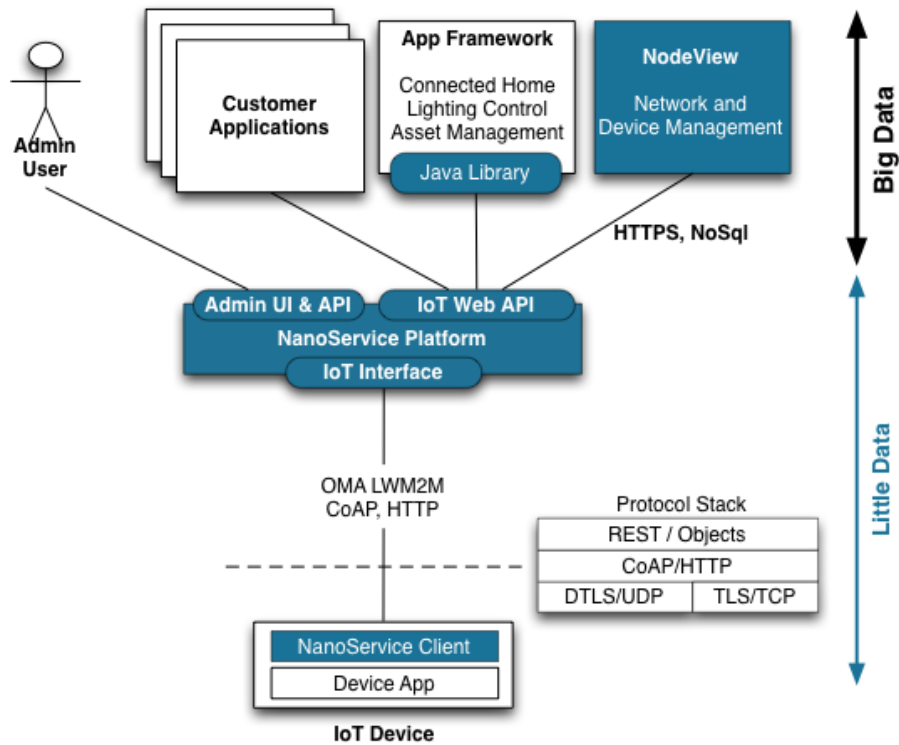 Admin
User
Customer
Applications
App Framework
Connected Home
Lighting Control
Asset Management
Java Library
NodeView
Network and
Device Management
Big Data
HTTPS, NoSql
Admin UI & API
IoT Web API
NanoService Platform
IoT Interface
Little Data
OMA LWM2M
CoAP, HTTP
Protocol Stack
REST / Objects
CoAP/HTTP
DTLS/UDP
TLS/TCP
NanoService Client
Device App
IoT Device